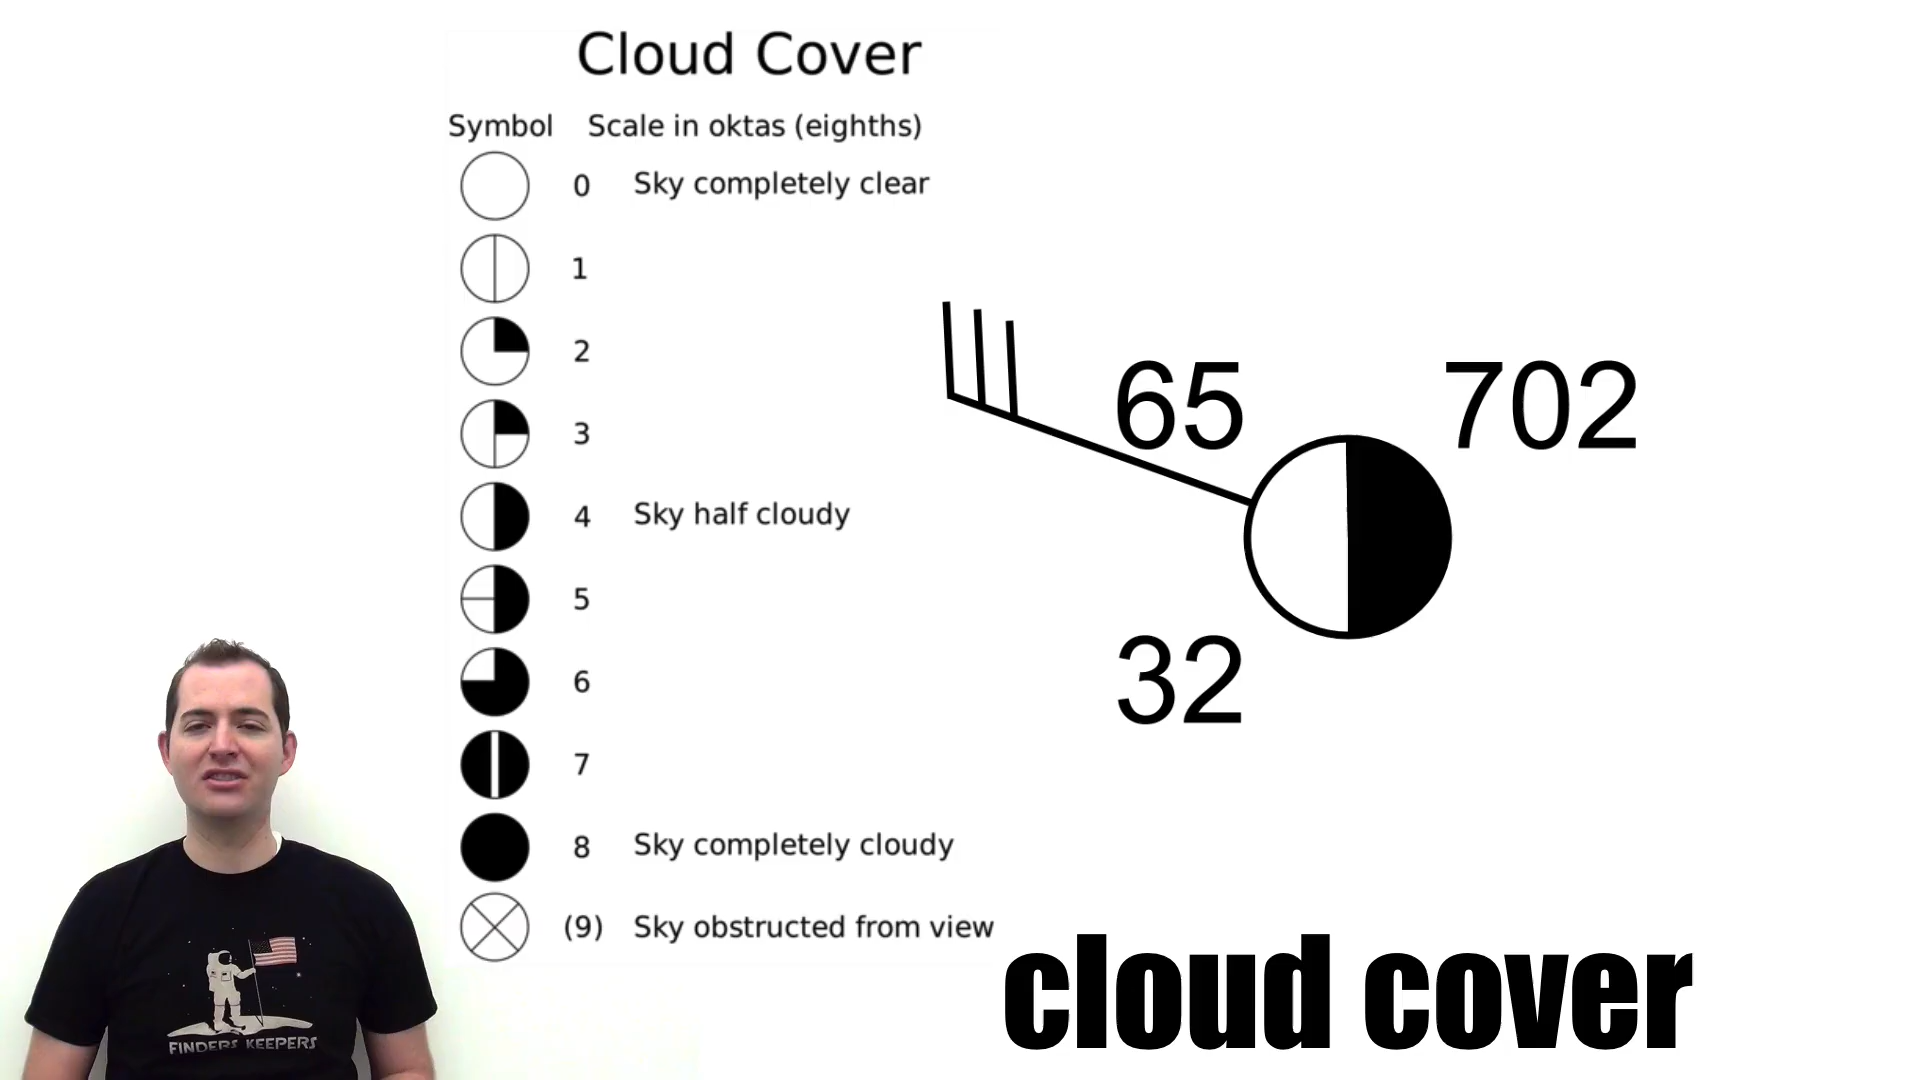 Cloud Cover
Symbol Scale in oktas (eighths)
0 Sky completely clear
1
2
3
4 Sky half cloudy
5
6
7
8 Sky completely cloudy
(9) Sky obstructed from view
65 702
32
cloud cover
FINDERS KEEPERS